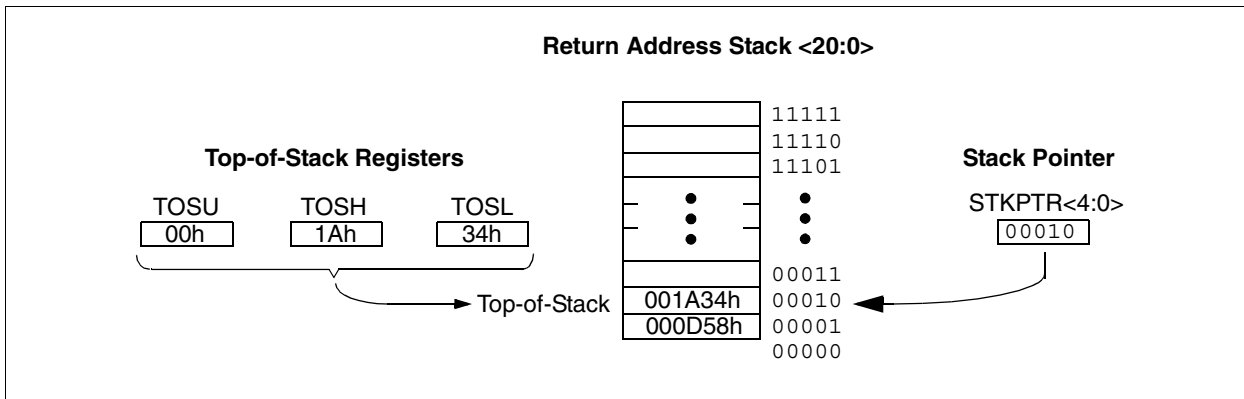 Return Address Stack <20:0>
11111
11110
Top-of-Stack Registers
11101
Stack Pointer
TOSU TOSH TOSL
STKPTR<4:0>
00h 1Ah 34h
00010
00011
Top-of-Stack 001A34h 00010
000D58h 00001
00000